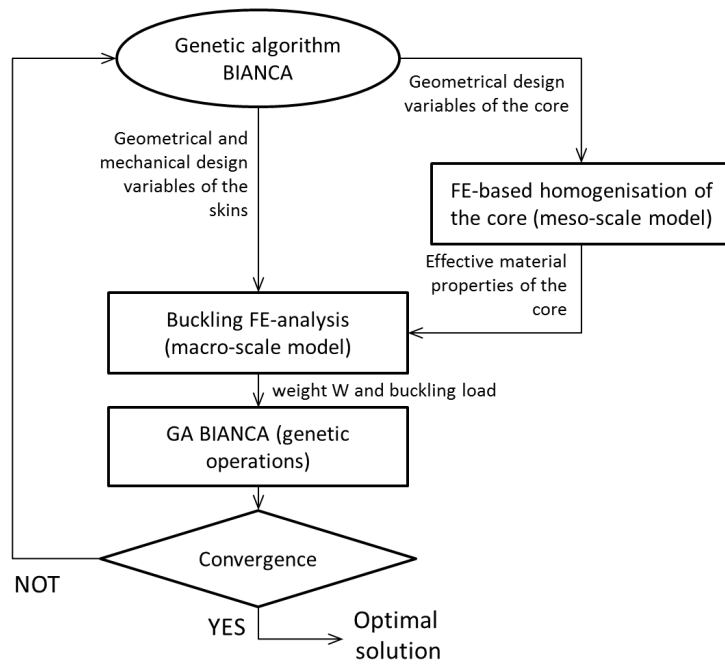 Genetic algorithm
BIANCA
Geometrical design
variables of the core
Geometrical and
mechanical design
variables of the
skins
FE-based homogenisation of
the core (meso-scale model)
Effective material
properties of the
core
Buckling FE-analysis
(macro-scale model)
weight W and buckling load
GA BIANCA (genetic
operations)
Convergence
NOT
YES
Optimal
solution